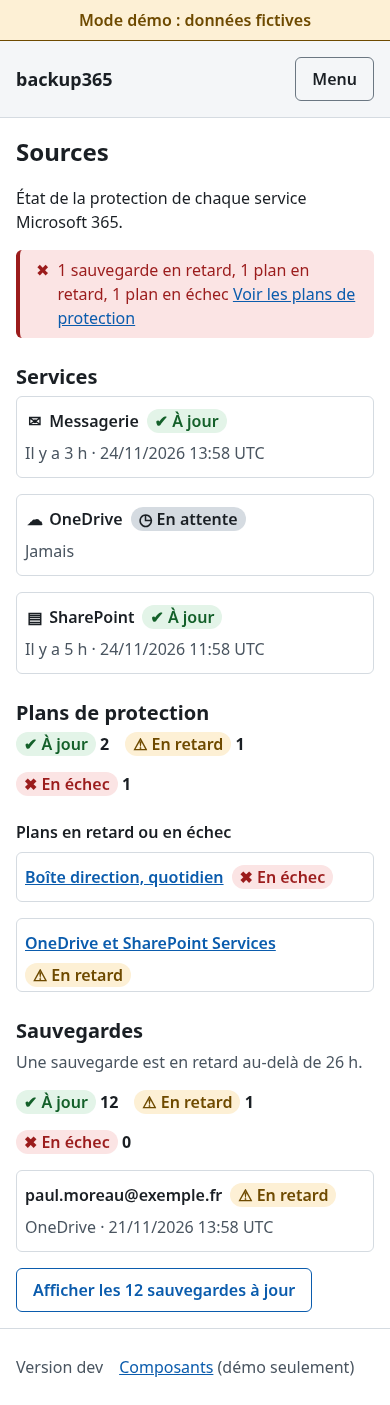 Mode démo : données fictives
backup365
Menu
Sources
État de la protection de chaque service
Microsoft 365.
✖ 1 sauvegarde en retard, 1 plan en
retard, 1 plan en échec Voir les plans de
protection
Services
✉ Messagerie ✔ À jour
Il y a 3 h · 24/11/2026 13:58 UTC
☁ OneDrive ◷ En attente
Jamais
▤ SharePoint ✔ À jour
Il y a 5 h · 24/11/2026 11:58 UTC
Plans de protection
✔ À jour 2 ⚠ En retard 1
✖ En échec 1
Plans en retard ou en échec
Boîte direction, quotidien ✖ En échec
OneDrive et SharePoint Services
⚠ En retard
Sauvegardes
Une sauvegarde est en retard au-delà de 26 h.
✔ À jour 12 ⚠ En retard 1
✖ En échec 0
paul.moreau@exemple.fr ⚠ En retard
OneDrive · 21/11/2026 13:58 UTC
Afficher les 12 sauvegardes à jour
Version dev Composants (démo seulement)